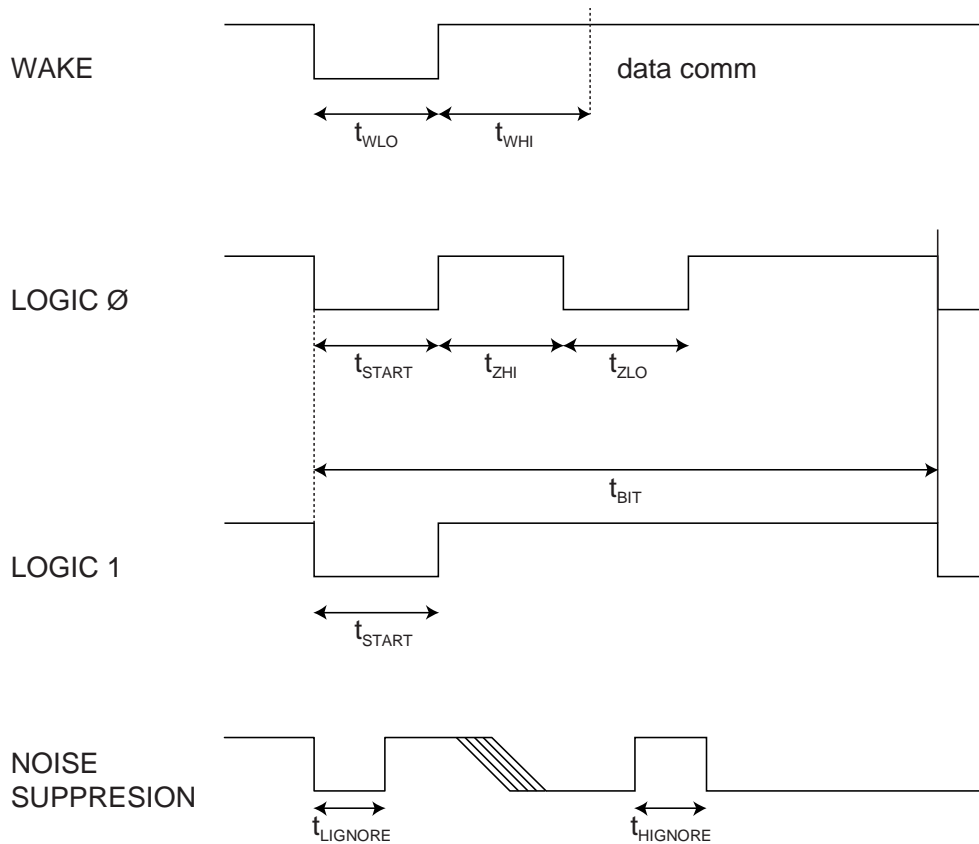 WAKE
data comm
tWLO
tWHI
LOGIC Ø
tSTART
tZHI
tZLO
tBIT
LOGIC 1
tSTART
NOISE
SUPPRESION
tLIGNORE
tHIGNORE